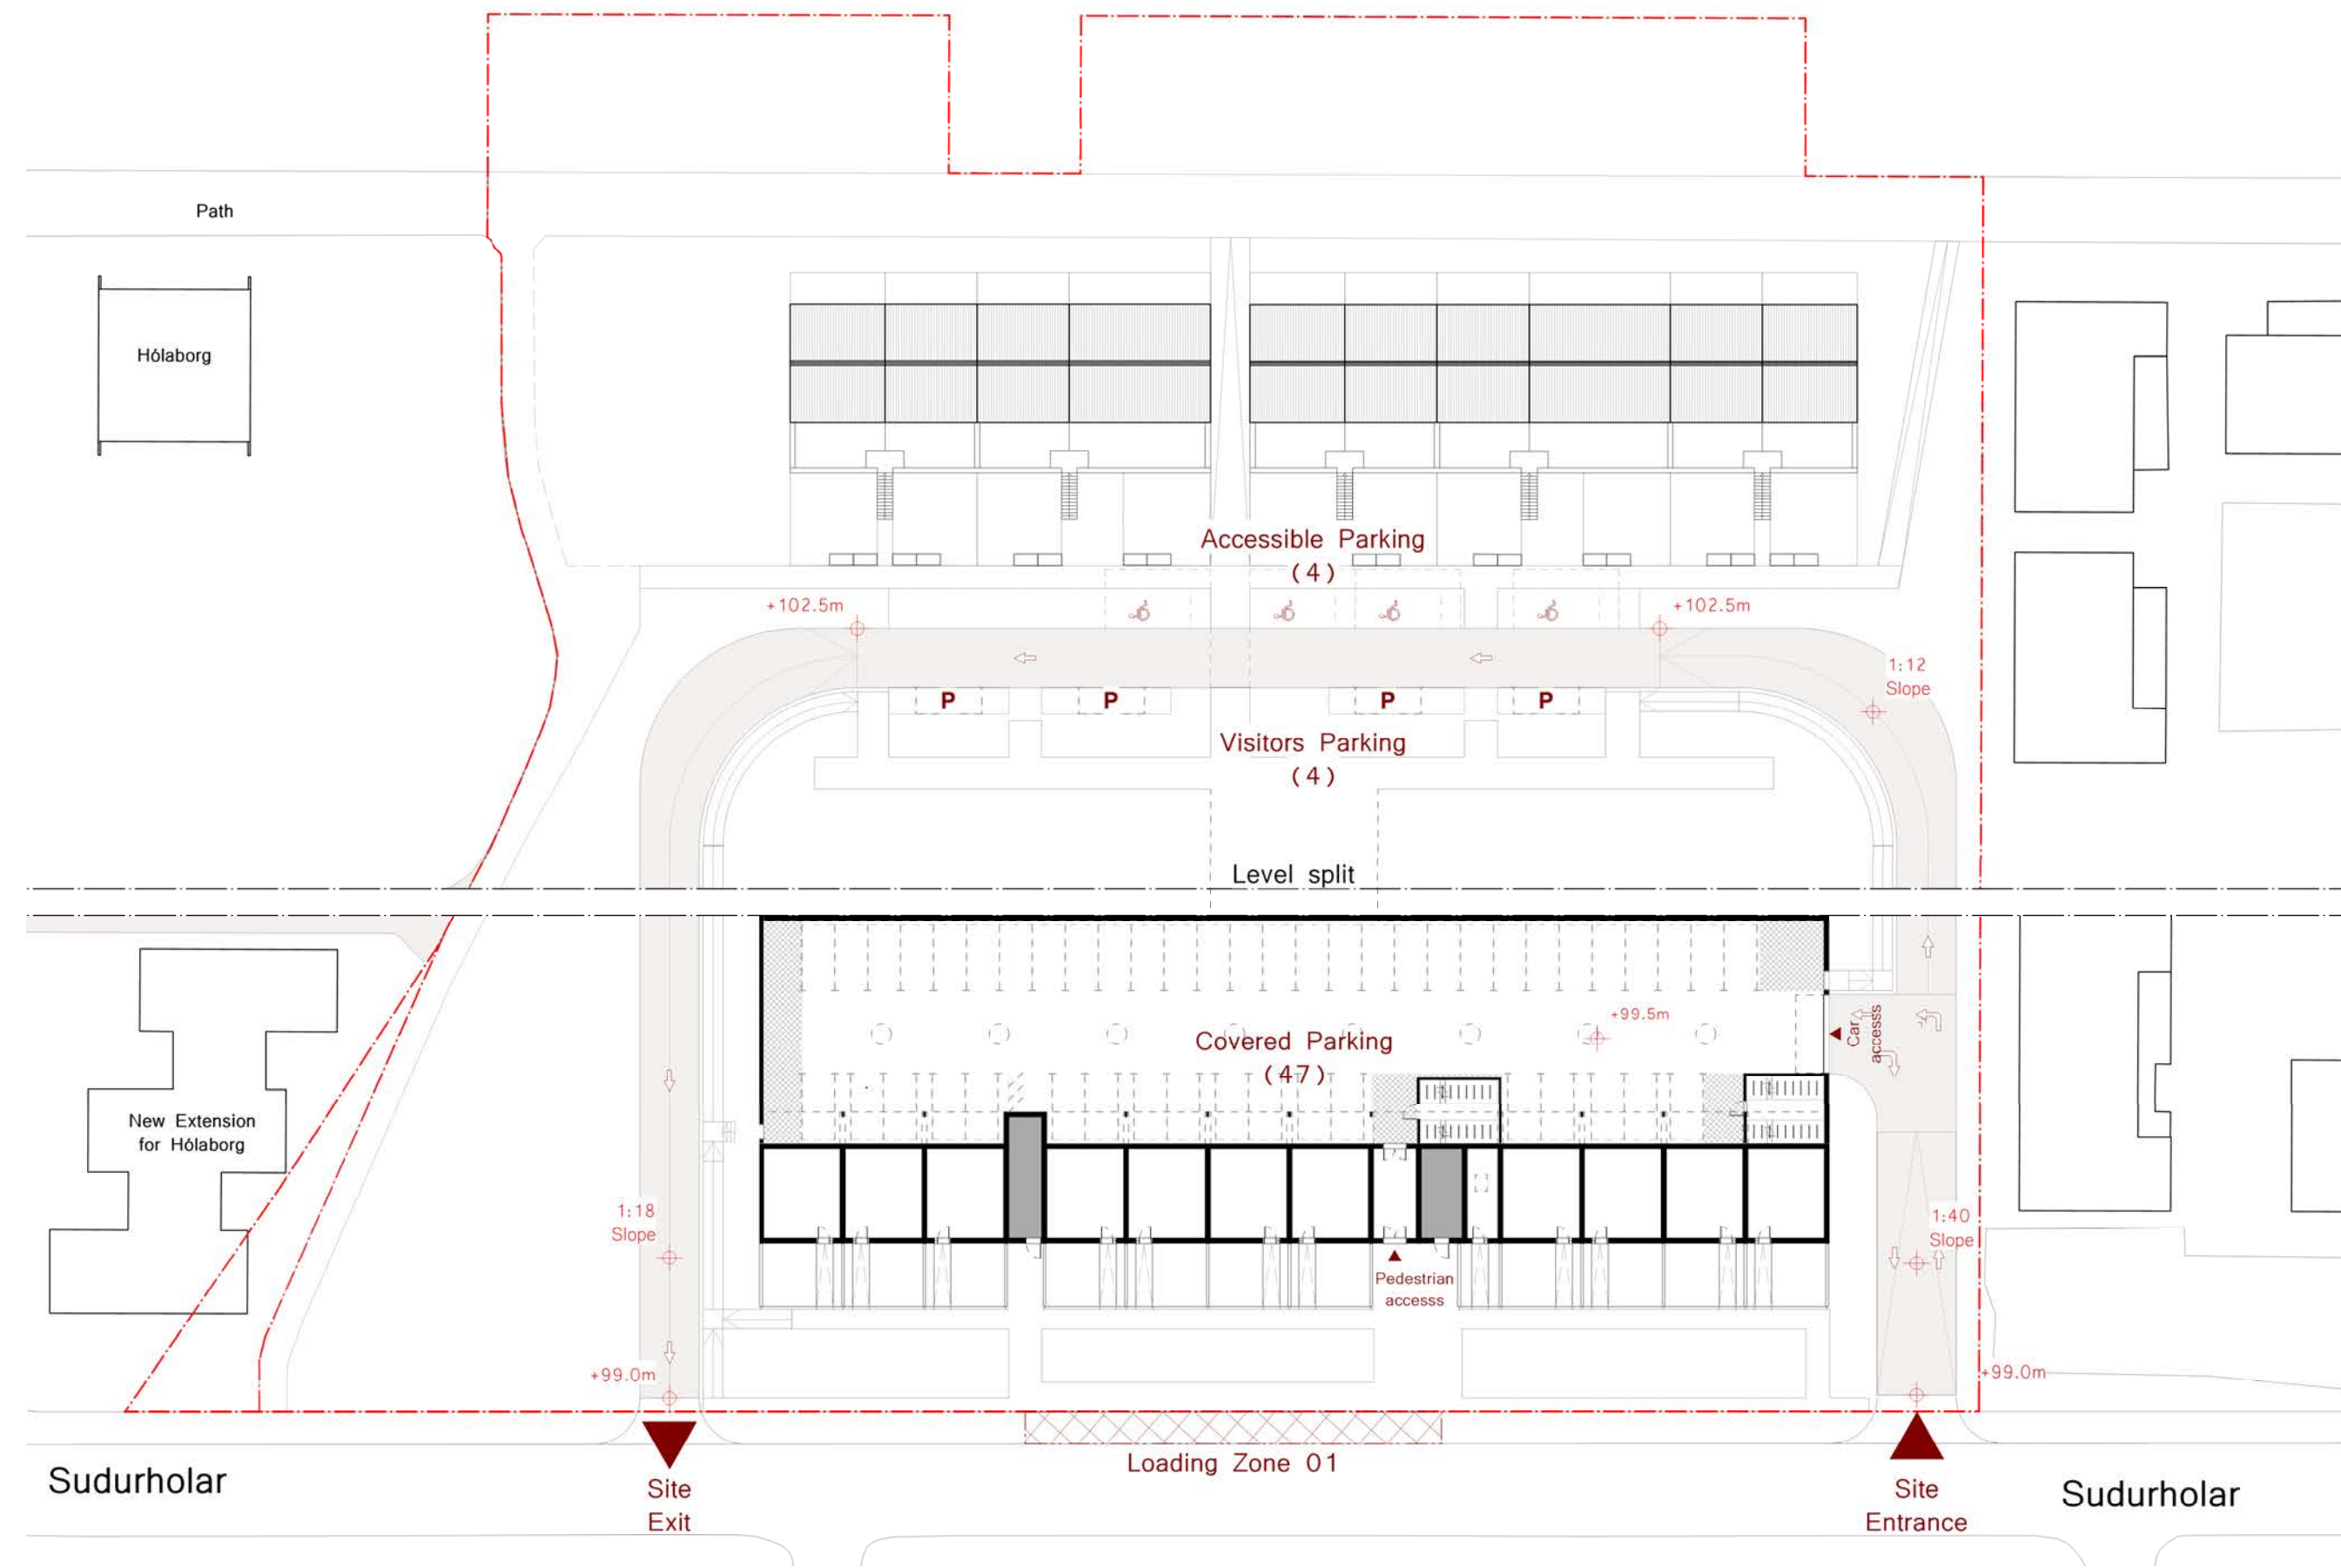 Path
Hólaborg
Accessible Parking
(4)
+102.5m
+102.5m
1:12
Slope
P
P
P
P
Visitors Parking
(4)
Level split
+99.5m
Covered Parking
(47)
Car
accesss
New Extension
for Hólaborg
1:18
Slope
1:40
Slope
Pedestrian
accesss
+99.0m
+99.0m
Loading Zone 01
Sudurholar
Site
Exit
Site
Entrance
Sudurholar